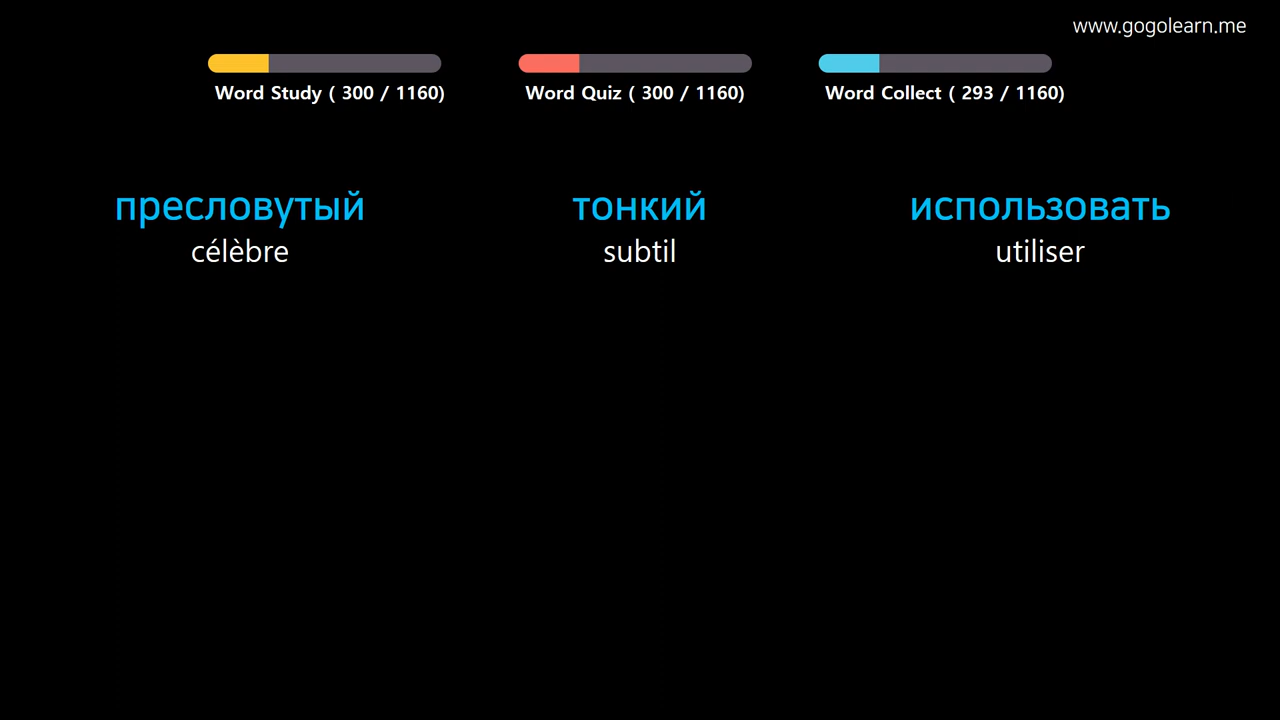 www.gogolearn.me
Word Study ( 300 / 1160)
Word Quiz ( 300 / 1160)
Word Collect ( 293 / 1160)
пресловутый
célèbre
тонкий
subtil
использовать
utiliser